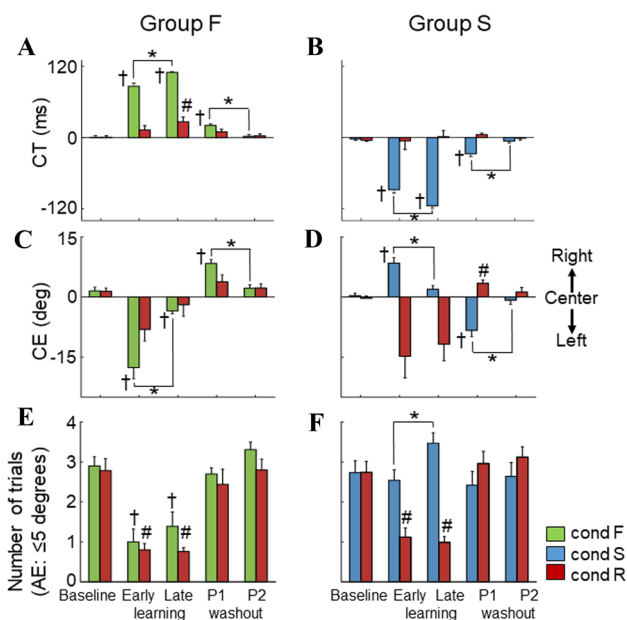 Group F
Group S
A
B
120
CT (ms)
0
-120
† * † # † *
† * † † *
C
D
15
CE (deg)
0
-15
† * † † *
† * # † *
Right
Center
Left
E
F
4
3
2
1
0
Number of trials
(AE: ≤5 degrees)
† # † #
* # #
Baseline Early Late P1 P2
learning washout
Baseline Early Late P1 P2
learning washout
cond F
cond S
cond R